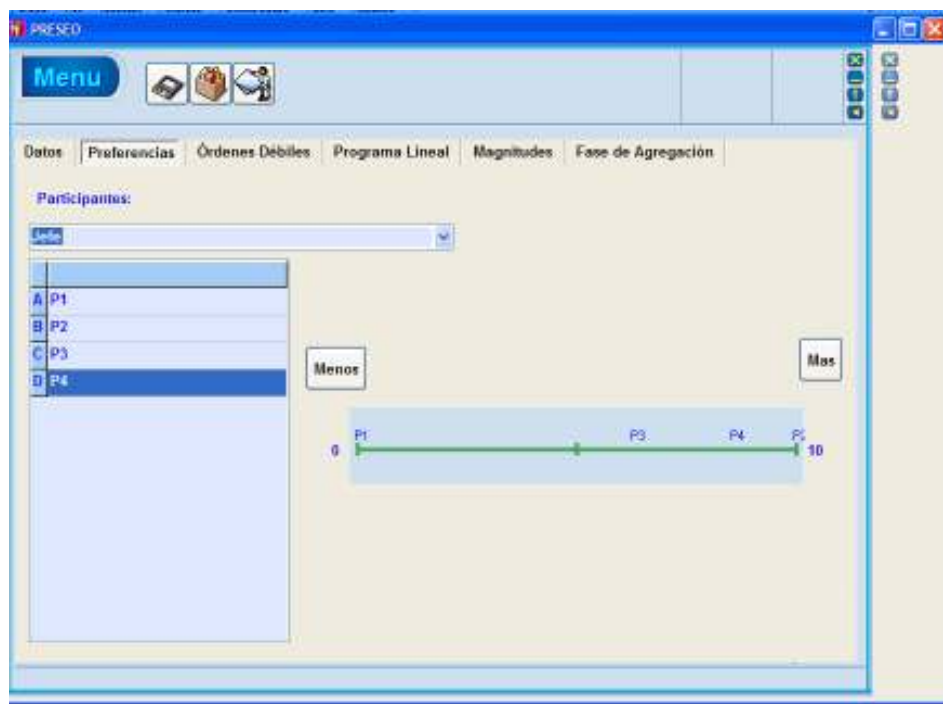 PRESEO
Menu
Datos Preferencias Órdenes Débiles Programa Lineal Magnitudes Fase de Agregación
Participantes:
Jefe
A P1
B P2
C P3
D P4
Menos
Mas
P1 P3 P4
0 10